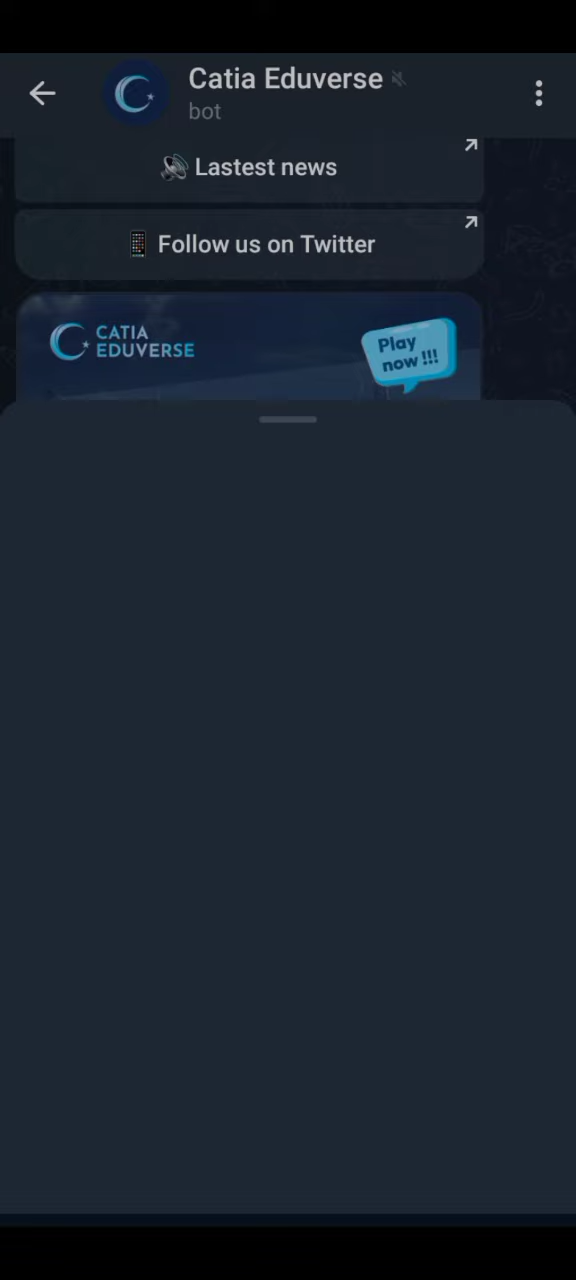 Catia Eduverse
bot
Lastest news
Follow us on Twitter
CATIA
EDUVERSE
Play
now !!!